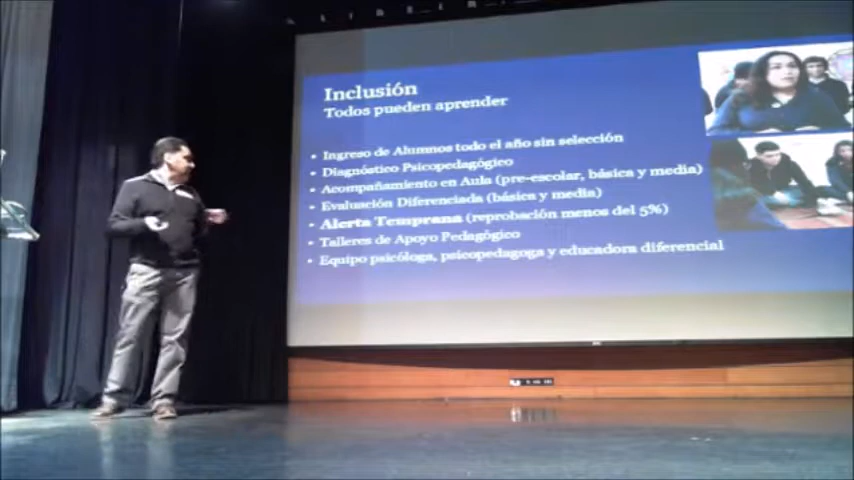 Inclusión
Todos pueden aprender
• Ingreso de Alumnos todo el año sin selección
• Diagnóstico Psicopedagógico
• Acompañamiento en Aula (pre-escolar, básica y media)
• Evaluación Diferenciada (básica y media)
• Alerta Temprana (reprobación menos del 5%)
• Talleres de Apoyo Pedagógico
• Equipo psicóloga, psicopedagoga y educadora diferencial